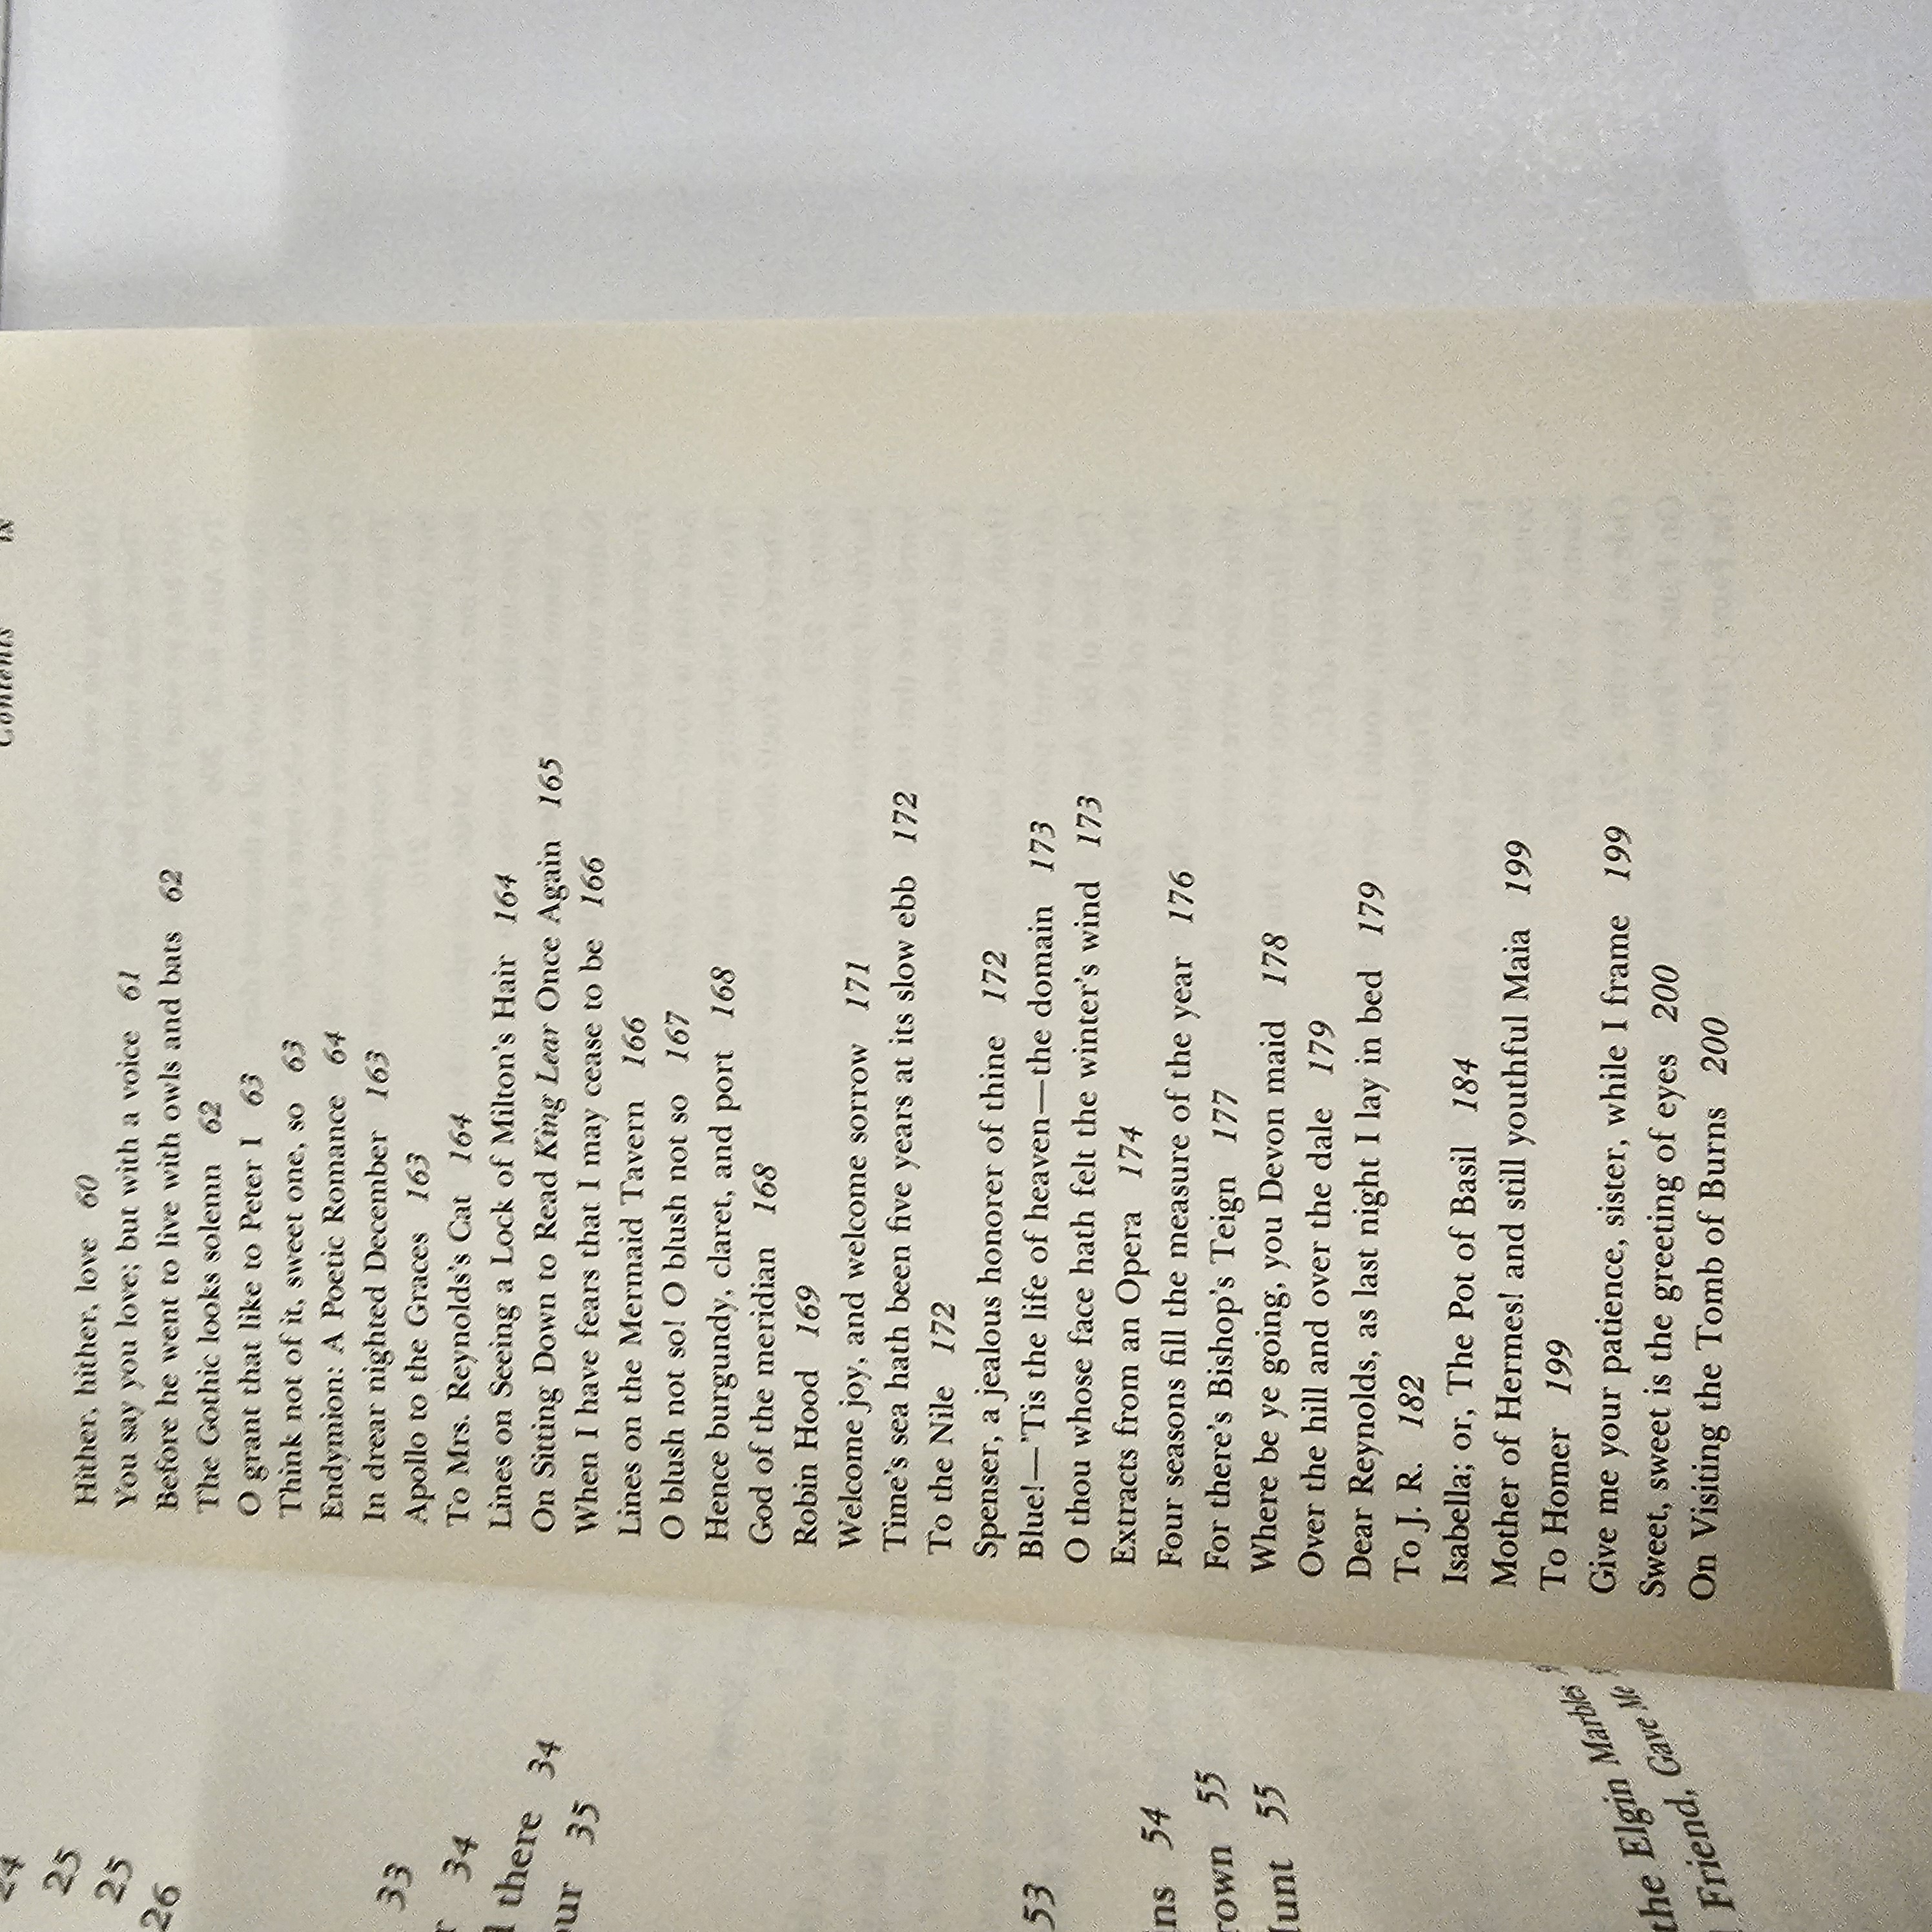 24
25
25
26
33
34
there 34
our 35
53
54
55
55
the Elgin Marbles
Friend, Gave Me
Contents ix
Hither, hither, love 60
You say you love; but with a voice 61
Before he went to live with owls and bats 62
The Gothic looks solemn 62
O grant that like to Peter I 63
Think not of it, sweet one, so 63
Endymion: A Poetic Romance 64
In drear nighted December 163
Apollo to the Graces 163
To Mrs. Reynolds's Cat 164
Lines on Seeing a Lock of Milton's Hair 164
On Sitting Down to Read King Lear Once Again 165
When I have fears that I may cease to be 166
Lines on the Mermaid Tavern 166
O blush not so! O blush not so 167
Hence burgundy, claret, and port 168
God of the meridian 168
Robin Hood 169
Welcome joy, and welcome sorrow 171
Time's sea hath been five years at its slow ebb 172
To the Nile 172
Spenser, a jealous honorer of thine 172
Blue!—'Tis the life of heaven—the domain 173
O thou whose face hath felt the winter's wind 173
Extracts from an Opera 174
Four seasons fill the measure of the year 176
For there's Bishop's Teign 177
Where be ye going, you Devon maid 178
Over the hill and over the dale 179
Dear Reynolds, as last night I lay in bed 179
To J. R. 182
Isabella; or, The Pot of Basil 184
Mother of Hermes! and still youthful Maia 199
To Homer 199
Give me your patience, sister, while I frame 199
Sweet, sweet is the greeting of eyes 200
On Visiting the Tomb of Burns 200